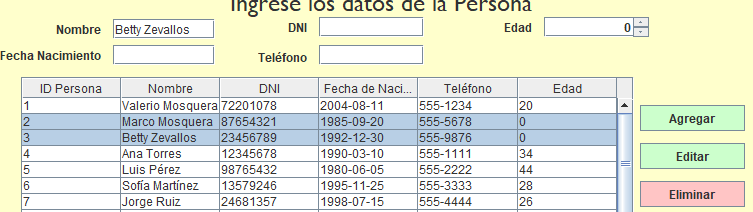 Ingrese los datos de la Persona
Nombre Betty Zevallos DNI Edad 0
Fecha Nacimiento Teléfono
ID Persona Nombre DNI Fecha de Naci... Teléfono Edad
1 Valerio Mosquera 72201078 2004-08-11 555-1234 20
2 Marco Mosquera 87654321 1985-09-20 555-5678 0
3 Betty Zevallos 23456789 1992-12-30 555-9876 0
4 Ana Torres 12345678 1990-03-10 555-1111 34
5 Luis Pérez 98765432 1980-06-05 555-2222 44
6 Sofía Martínez 13579246 1995-11-25 555-3333 28
7 Jorge Ruiz 24681357 1998-07-15 555-4444 26
Agregar
Editar
Eliminar